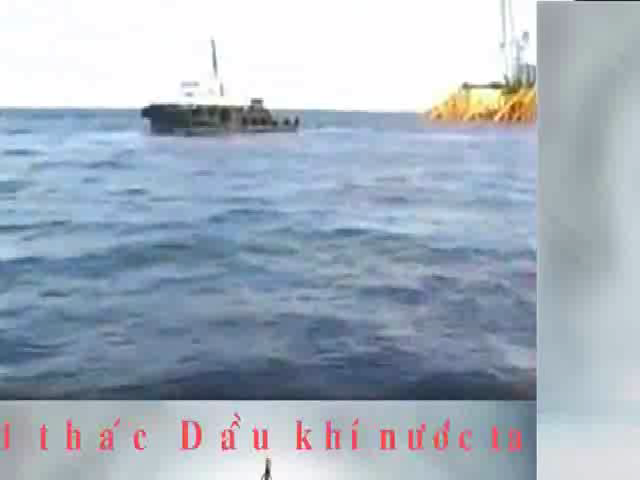 thác Dầu khí nước ta